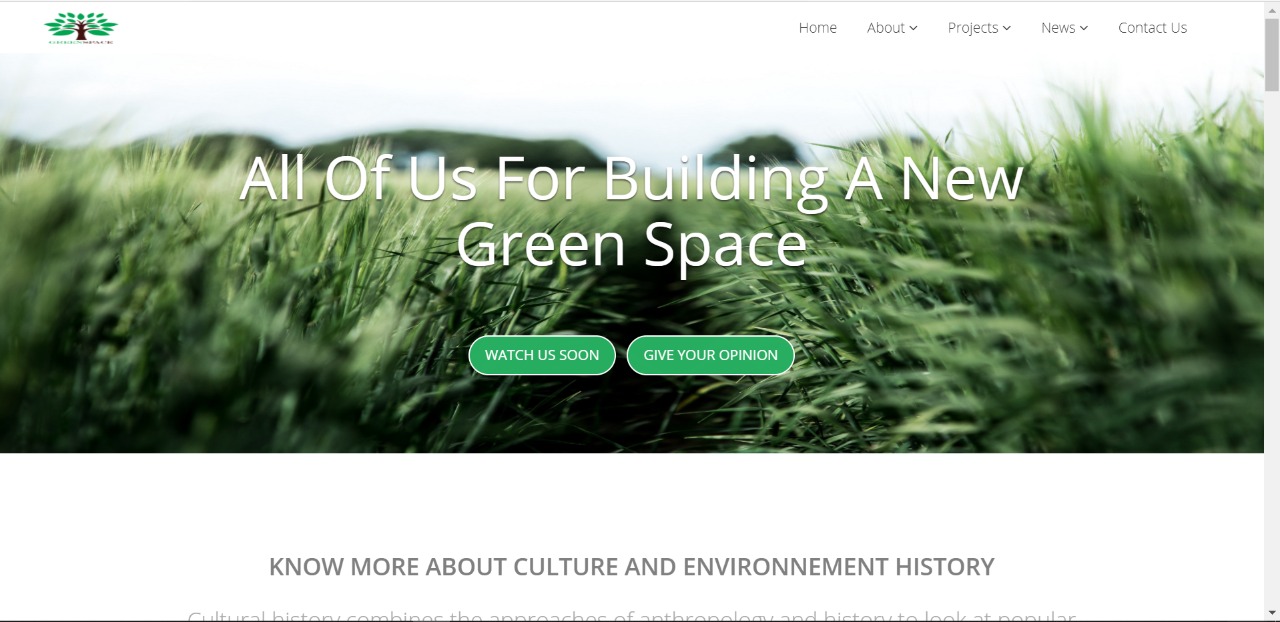 GREENSPACE
Home About Projects News Contact Us
All Of Us For Building A New
Green Space
WATCH US SOON GIVE YOUR OPINION
KNOW MORE ABOUT CULTURE AND ENVIRONNEMENT HISTORY
Cultural history combines the approaches of anthropology and history to look at popular